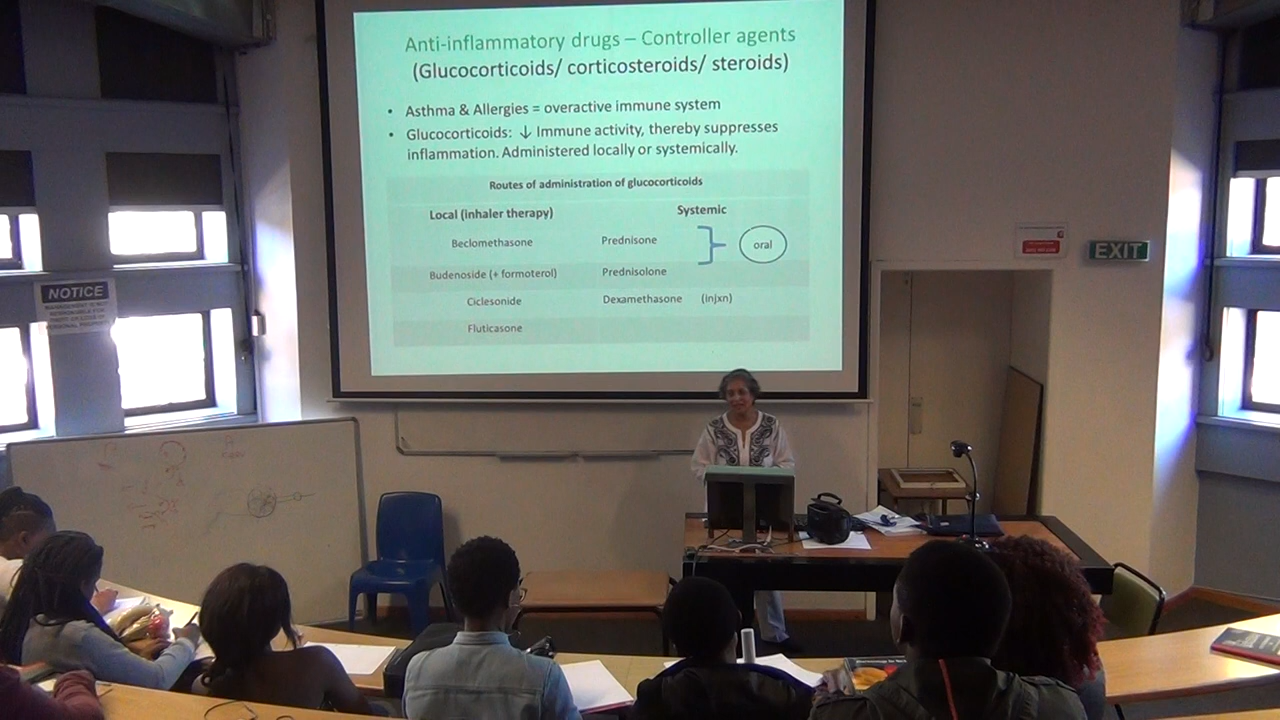 Anti-inflammatory drugs – Controller agents
(Glucocorticoids/ corticosteroids/ steroids)
• Asthma & Allergies = overactive immune system
• Glucocorticoids: ↓ Immune activity, thereby suppresses
inflammation. Administered locally or systemically.
Routes of administration of glucocorticoids
Local (inhaler therapy) Systemic
Beclomethasone Prednisone oral
Budenoside (+ formoterol) Prednisolone
Ciclesonide Dexamethasone (injxn)
Fluticasone
EXIT
NOTICE